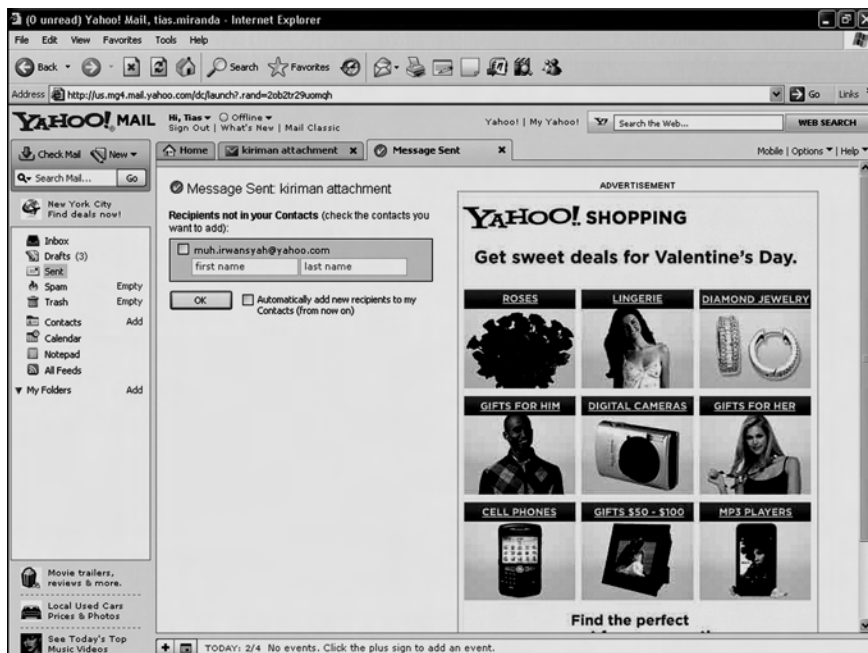 (0 unread) Yahoo! Mail, tias.miranda - Internet Explorer
File Edit View Favorites Tools Help
Back Search Favorites
Address http://us.mg4.mail.yahoo.com/dc/launch?.rand=2ob2tr29uomqh Go Links
YAHOO! MAIL Hi, Tias Offline Yahoo! | My Yahoo! Y! Search the Web... WEB SEARCH
Sign Out | What's New | Mail Classic
Check Mail New Home kiriman attachment Message Sent Mobile | Options | Help
Search Mail... Go
New York City
Find deals now!
Inbox
Drafts (3)
Sent
Spam Empty
Trash Empty
Contacts Add
Calendar
Notepad
All Feeds
My Folders Add
Movie trailers,
reviews & more.
Local Used Cars
Prices & Photos
See Today's Top
Music Videos
Message Sent: kiriman attachment
Recipients not in your Contacts (check the contacts you
want to add):
muh.irwansyah@yahoo.com
first name last name
OK Automatically add new recipients to my
Contacts (from now on)
ADVERTISEMENT
YAHOO! SHOPPING
Get sweet deals for Valentine's Day.
ROSES LINGERIE DIAMOND JEWELRY
GIFTS FOR HIM DIGITAL CAMERAS GIFTS FOR HER
CELL PHONES GIFTS $50 - $100 MP3 PLAYERS
Find the perfect
TODAY: 2/4 No events. Click the plus sign to add an event.